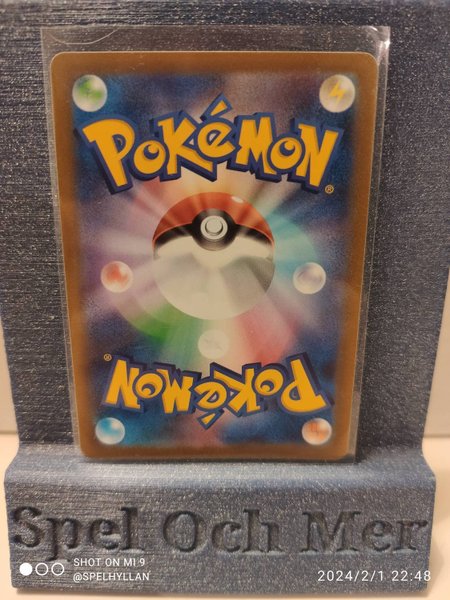 POKéMON®
POKéMON®
Spel Och Mer
SHOT ON MI 9
@SPELHYLLAN
2024/2/1 22:48